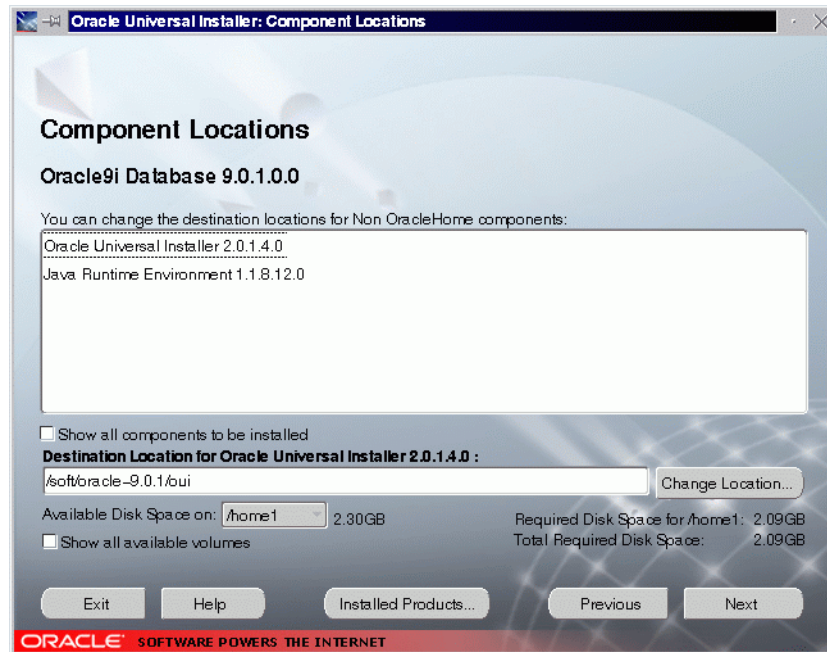 Oracle Universal Installer: Component Locations
Component Locations
Oracle9i Database 9.0.1.0.0
You can change the destination locations for Non OracleHome components:
Oracle Universal Installer 2.0.1.4.0
Java Runtime Environment 1.1.8.12.0
Show all components to be installed
Destination Location for Oracle Universal Installer 2.0.1.4.0 :
/soft/oracle-9.0.1/oui
Change Location...
Available Disk Space on: /home1 2.30GB
Required Disk Space for /home1: 2.09GB
Show all available volumes
Total Required Disk Space: 2.09GB
Exit Help Installed Products... Previous Next
ORACLE® SOFTWARE POWERS THE INTERNET